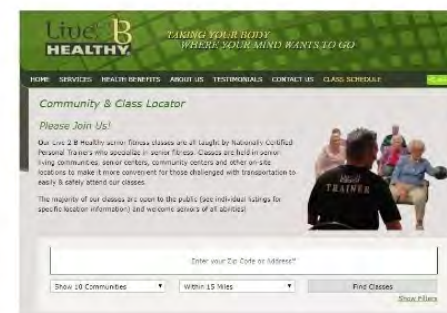 Live 2 B
HEALTHY.
TAKING YOUR BODY
WHERE YOUR MIND WANTS TO GO
HOME SERVICES HEALTH BENEFITS ABOUT US TESTIMONIALS CONTACT US CLASS SCHEDULE
Community & Class Locator
Please Join Us!
Our Live 2 B Healthy senior fitness classes are all taught by Nationally Certified
Personal Trainers who specialize in senior fitness. Classes are held in senior
living communities, senior centers, community centers and other on-site
locations to make it more convenient for those challenged with transportation to
easily & safely attend our classes.
The majority of our classes are open to the public (see individual listings for
specific location information) and welcome seniors of all abilities!
TRAINER
Enter your Zip Code or Address*
Show 10 Communities
Within 15 Miles
Find Classes
Show Filters